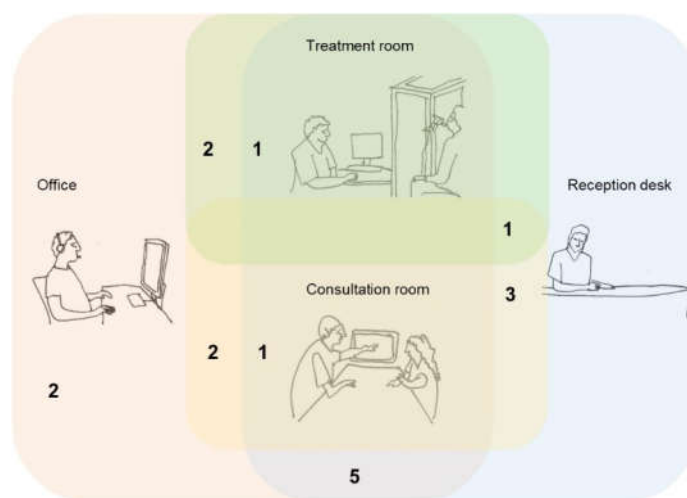 Treatment room
2 1
Office
Reception desk
1
Consultation room
3
2 1
2
5